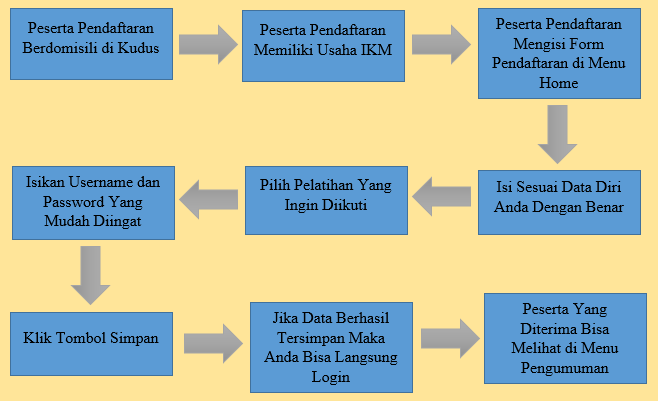 Peserta Pendaftaran
Berdomisili di Kudus
Peserta Pendaftaran
Memiliki Usaha IKM
Peserta Pendaftaran
Mengisi Form
Pendaftaran di Menu
Home
Isi Sesuai Data Diri
Anda Dengan Benar
Pilih Pelatihan Yang
Ingin Diikuti
Isikan Username dan
Password Yang
Mudah Diingat
Klik Tombol Simpan
Jika Data Berhasil
Tersimpan Maka
Anda Bisa Langsung
Login
Peserta Yang
Diterima Bisa
Melihat di Menu
Pengumuman